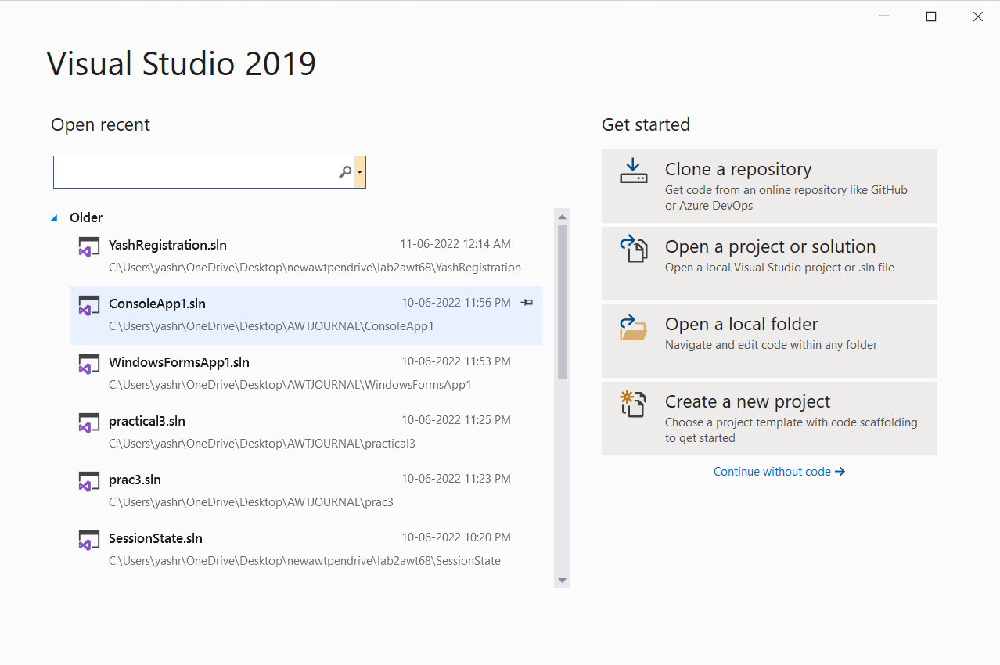 Visual Studio 2019
Open recent
Older
YashRegistration.sln 11-06-2022 12:14 AM
C:\Users\yashr\OneDrive\Desktop\newawtpendrive\lab2awt68\YashRegistration
ConsoleApp1.sln 10-06-2022 11:56 PM
C:\Users\yashr\OneDrive\Desktop\AWTJOURNAL\ConsoleApp1
WindowsFormsApp1.sln 10-06-2022 11:53 PM
C:\Users\yashr\OneDrive\Desktop\AWTJOURNAL\WindowsFormsApp1
practical3.sln 10-06-2022 11:25 PM
C:\Users\yashr\OneDrive\Desktop\AWTJOURNAL\practical3
prac3.sln 10-06-2022 11:23 PM
C:\Users\yashr\OneDrive\Desktop\AWTJOURNAL\prac3
SessionState.sln 10-06-2022 10:20 PM
C:\Users\yashr\OneDrive\Desktop\newawtpendrive\lab2awt68\SessionState
Get started
Clone a repository
Get code from an online repository like GitHub
or Azure DevOps
Open a project or solution
Open a local Visual Studio project or .sln file
Open a local folder
Navigate and edit code within any folder
Create a new project
Choose a project template with code scaffolding
to get started
Continue without code →